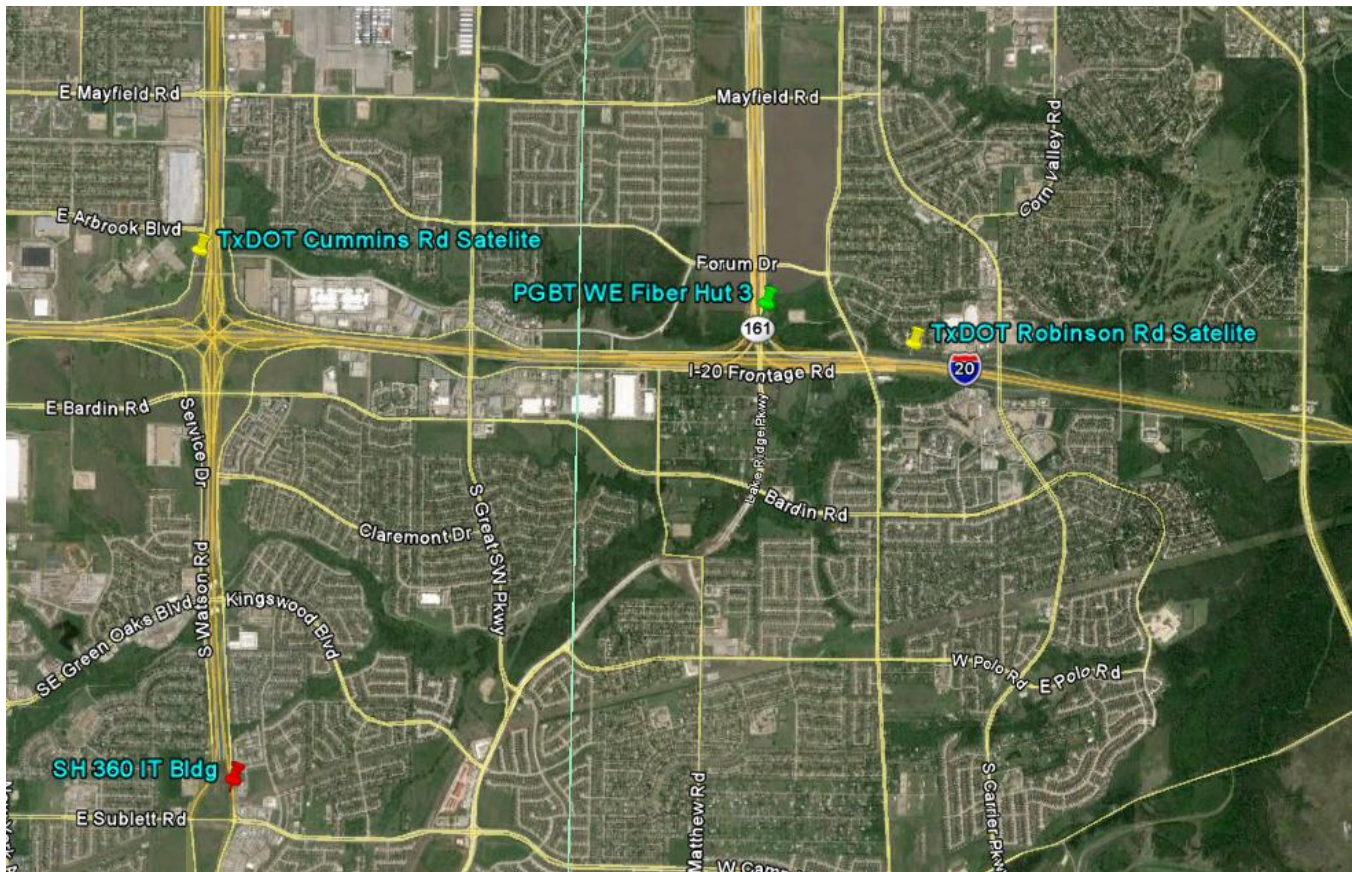 E Mayfield Rd
Mayfield Rd
Corn Valley Rd
E Arbrook Blvd
TxDOT Cummins Rd Satelite
Forum Dr
PGBT WE Fiber Hut 3
161
TxDOT Robinson Rd Satelite
I-20 Frontage Rd
20
E Bardin Rd
Service Dr
Lake Ridge Pkwy
Bardin Rd
S Great SW Pkwy
Claremont Dr
S Watson Rd
Kingswood Blvd
SE Green Oaks Blvd
W Polo Rd
E Polo Rd
SH 360 IT Bldg
E Sublett Rd
Matthew Rd
S Carrier Pkwy